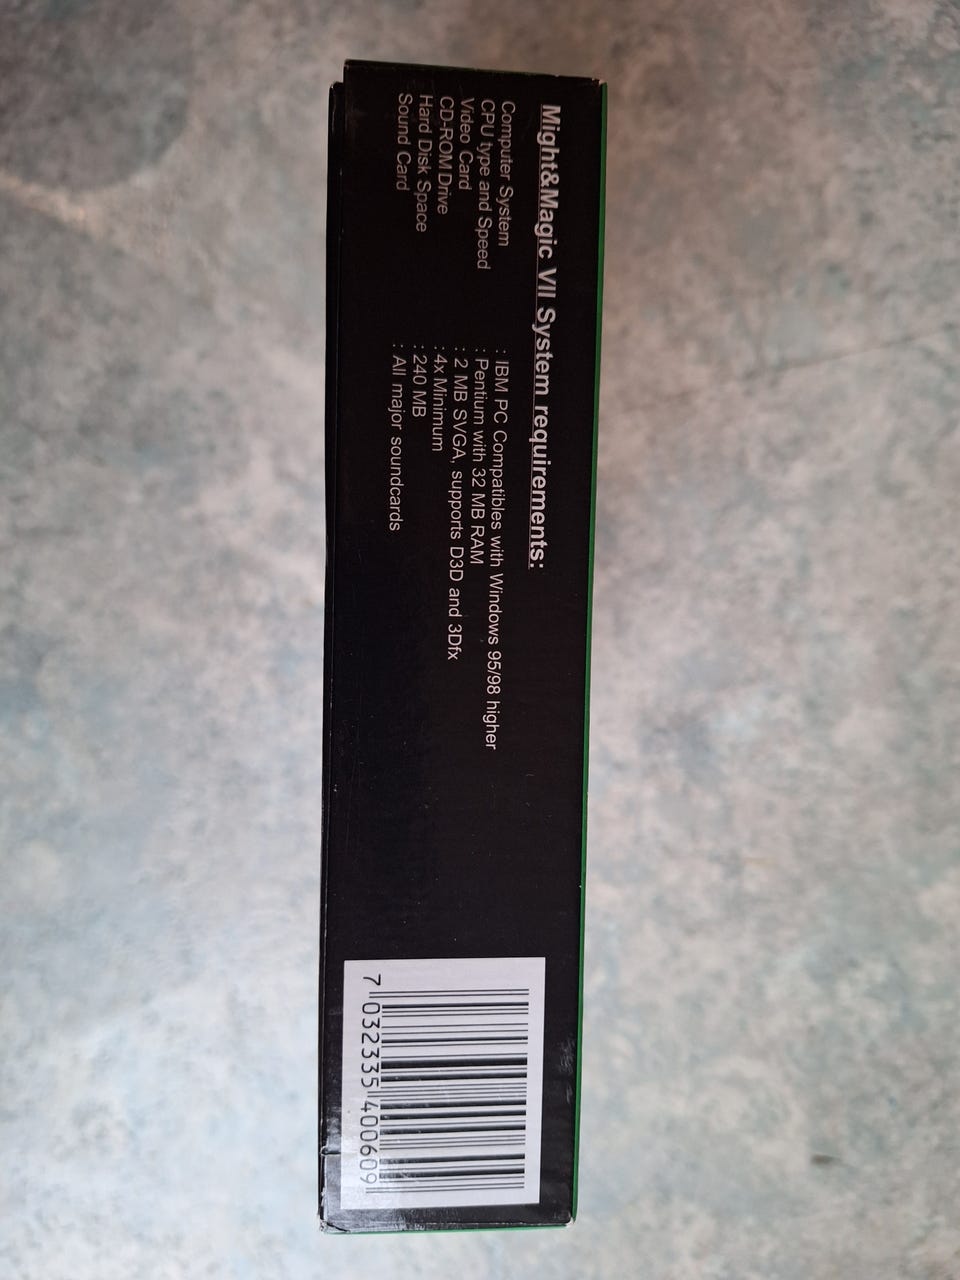 Might&Magic VII System requirements:
Computer System : IBM PC Compatibles with Windows 95/98 higher
CPU type and Speed : Pentium with 32 MB RAM
Video Card : 2 MB SVGA, supports D3D and 3Dfx
CD-ROM Drive : 4x Minimum
Hard Disk Space : 240 MB
Sound Card : All major soundcards
7 032335 400609